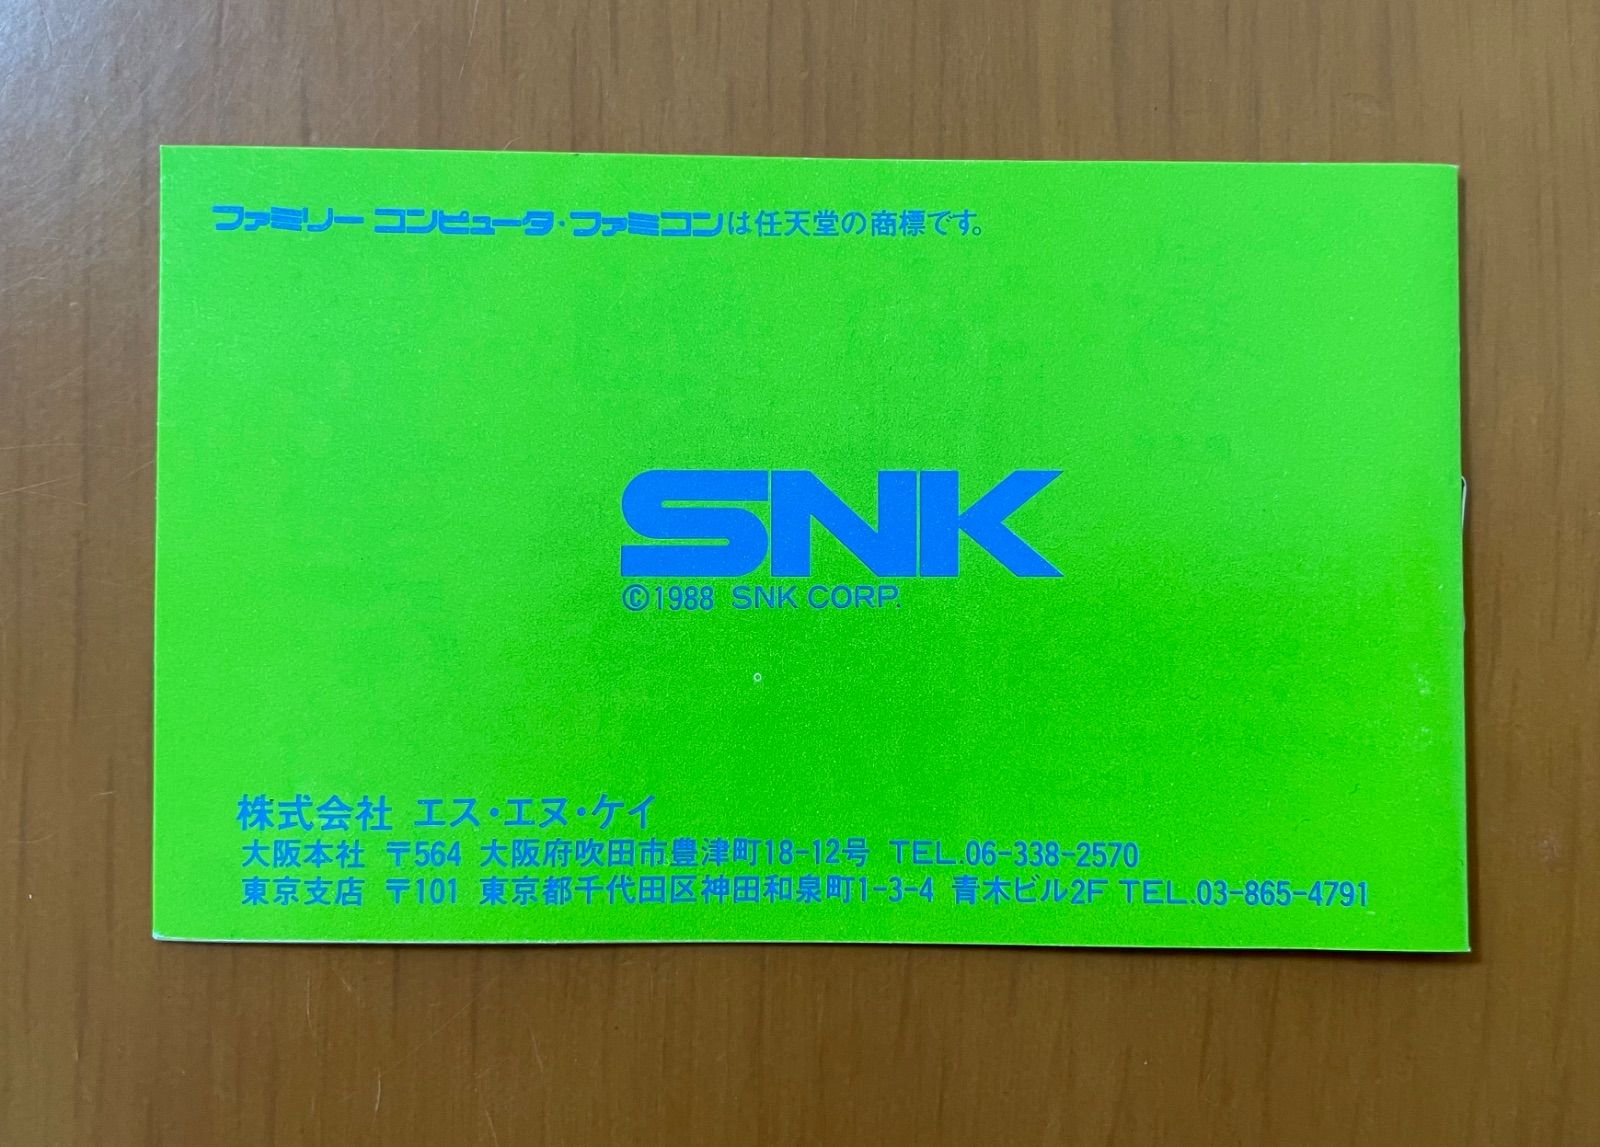 ファミリー コンピュータ・ファミコンは任天堂の商標です。
SNK
©1988 SNK CORP.
株式会社 エス・エヌ・ケイ
大阪本社 〒564 大阪府吹田市豊津町18-12号 TEL.06-338-2570
東京支店 〒101 東京都千代田区神田和泉町1-3-4 青木ビル2F TEL.03-865-4791